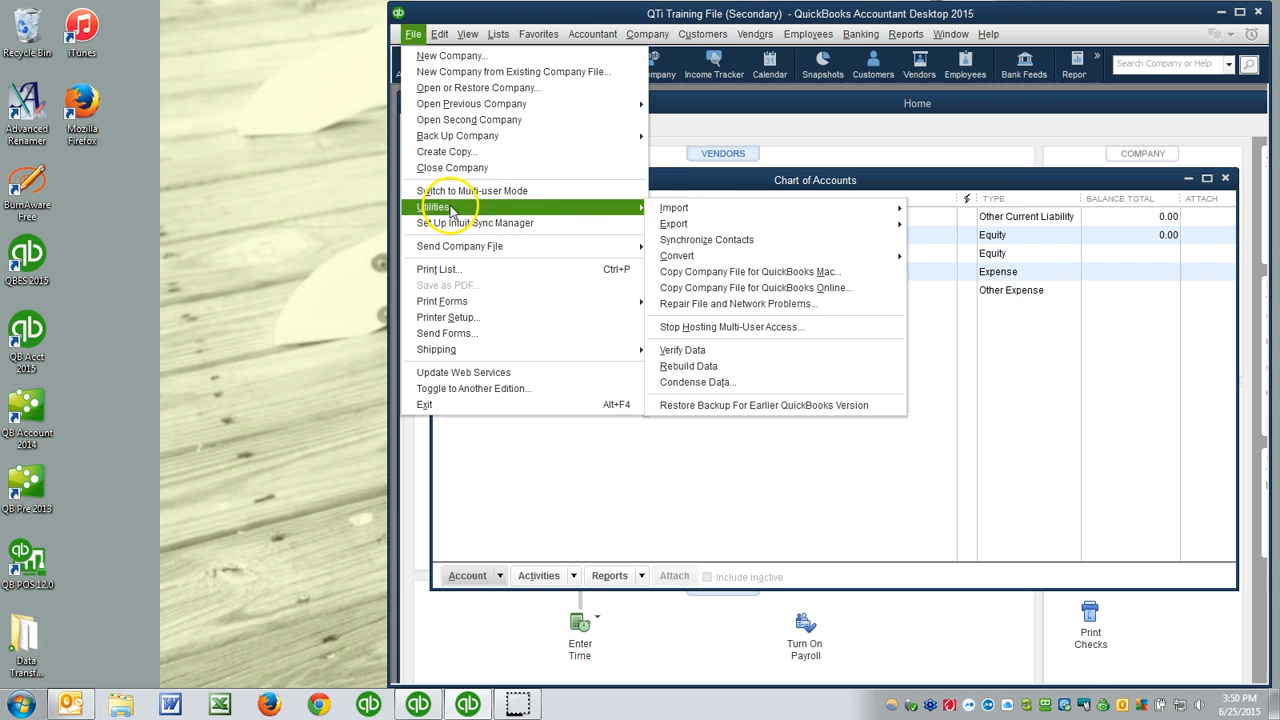 Recycle Bin
iTunes
Advanced Renamer
Mozilla Firefox
BurnAware Free
QBES 2015
QB Acct 2015
QB Account 2014
QB Pre 2013
QB POS 12.0
Data Transf...
QTi Training File (Secondary) - QuickBooks Accountant Desktop 2015
File Edit View Lists Favorites Accountant Company Customers Vendors Employees Banking Reports Window Help
Income Tracker Calendar Snapshots Customers Vendors Employees Bank Feeds Report
Search Company or Help
Home
New Company...
New Company from Existing Company File...
Open or Restore Company...
Open Previous Company
Open Second Company
Back Up Company
Create Copy...
Close Company
Switch to Multi-user Mode
Utilities
Set Up Intuit Sync Manager
Send Company File
Print List... Ctrl+P
Save as PDF...
Print Forms
Printer Setup...
Send Forms...
Shipping
Update Web Services
Toggle to Another Edition...
Exit Alt+F4
Import
Export
Synchronize Contacts
Convert
Copy Company File for QuickBooks Mac...
Copy Company File for QuickBooks Online...
Repair File and Network Problems...
Stop Hosting Multi-User Access...
Verify Data
Rebuild Data
Condense Data...
Restore Backup For Earlier QuickBooks Version
VENDORS
COMPANY
Chart of Accounts
TYPE BALANCE TOTAL ATTACH
Other Current Liability 0.00
Equity 0.00
Equity
Expense
Other Expense
Account Activities Reports Attach Include inactive
Enter Time
Turn On Payroll
Print Checks
3:50 PM
6/25/2015